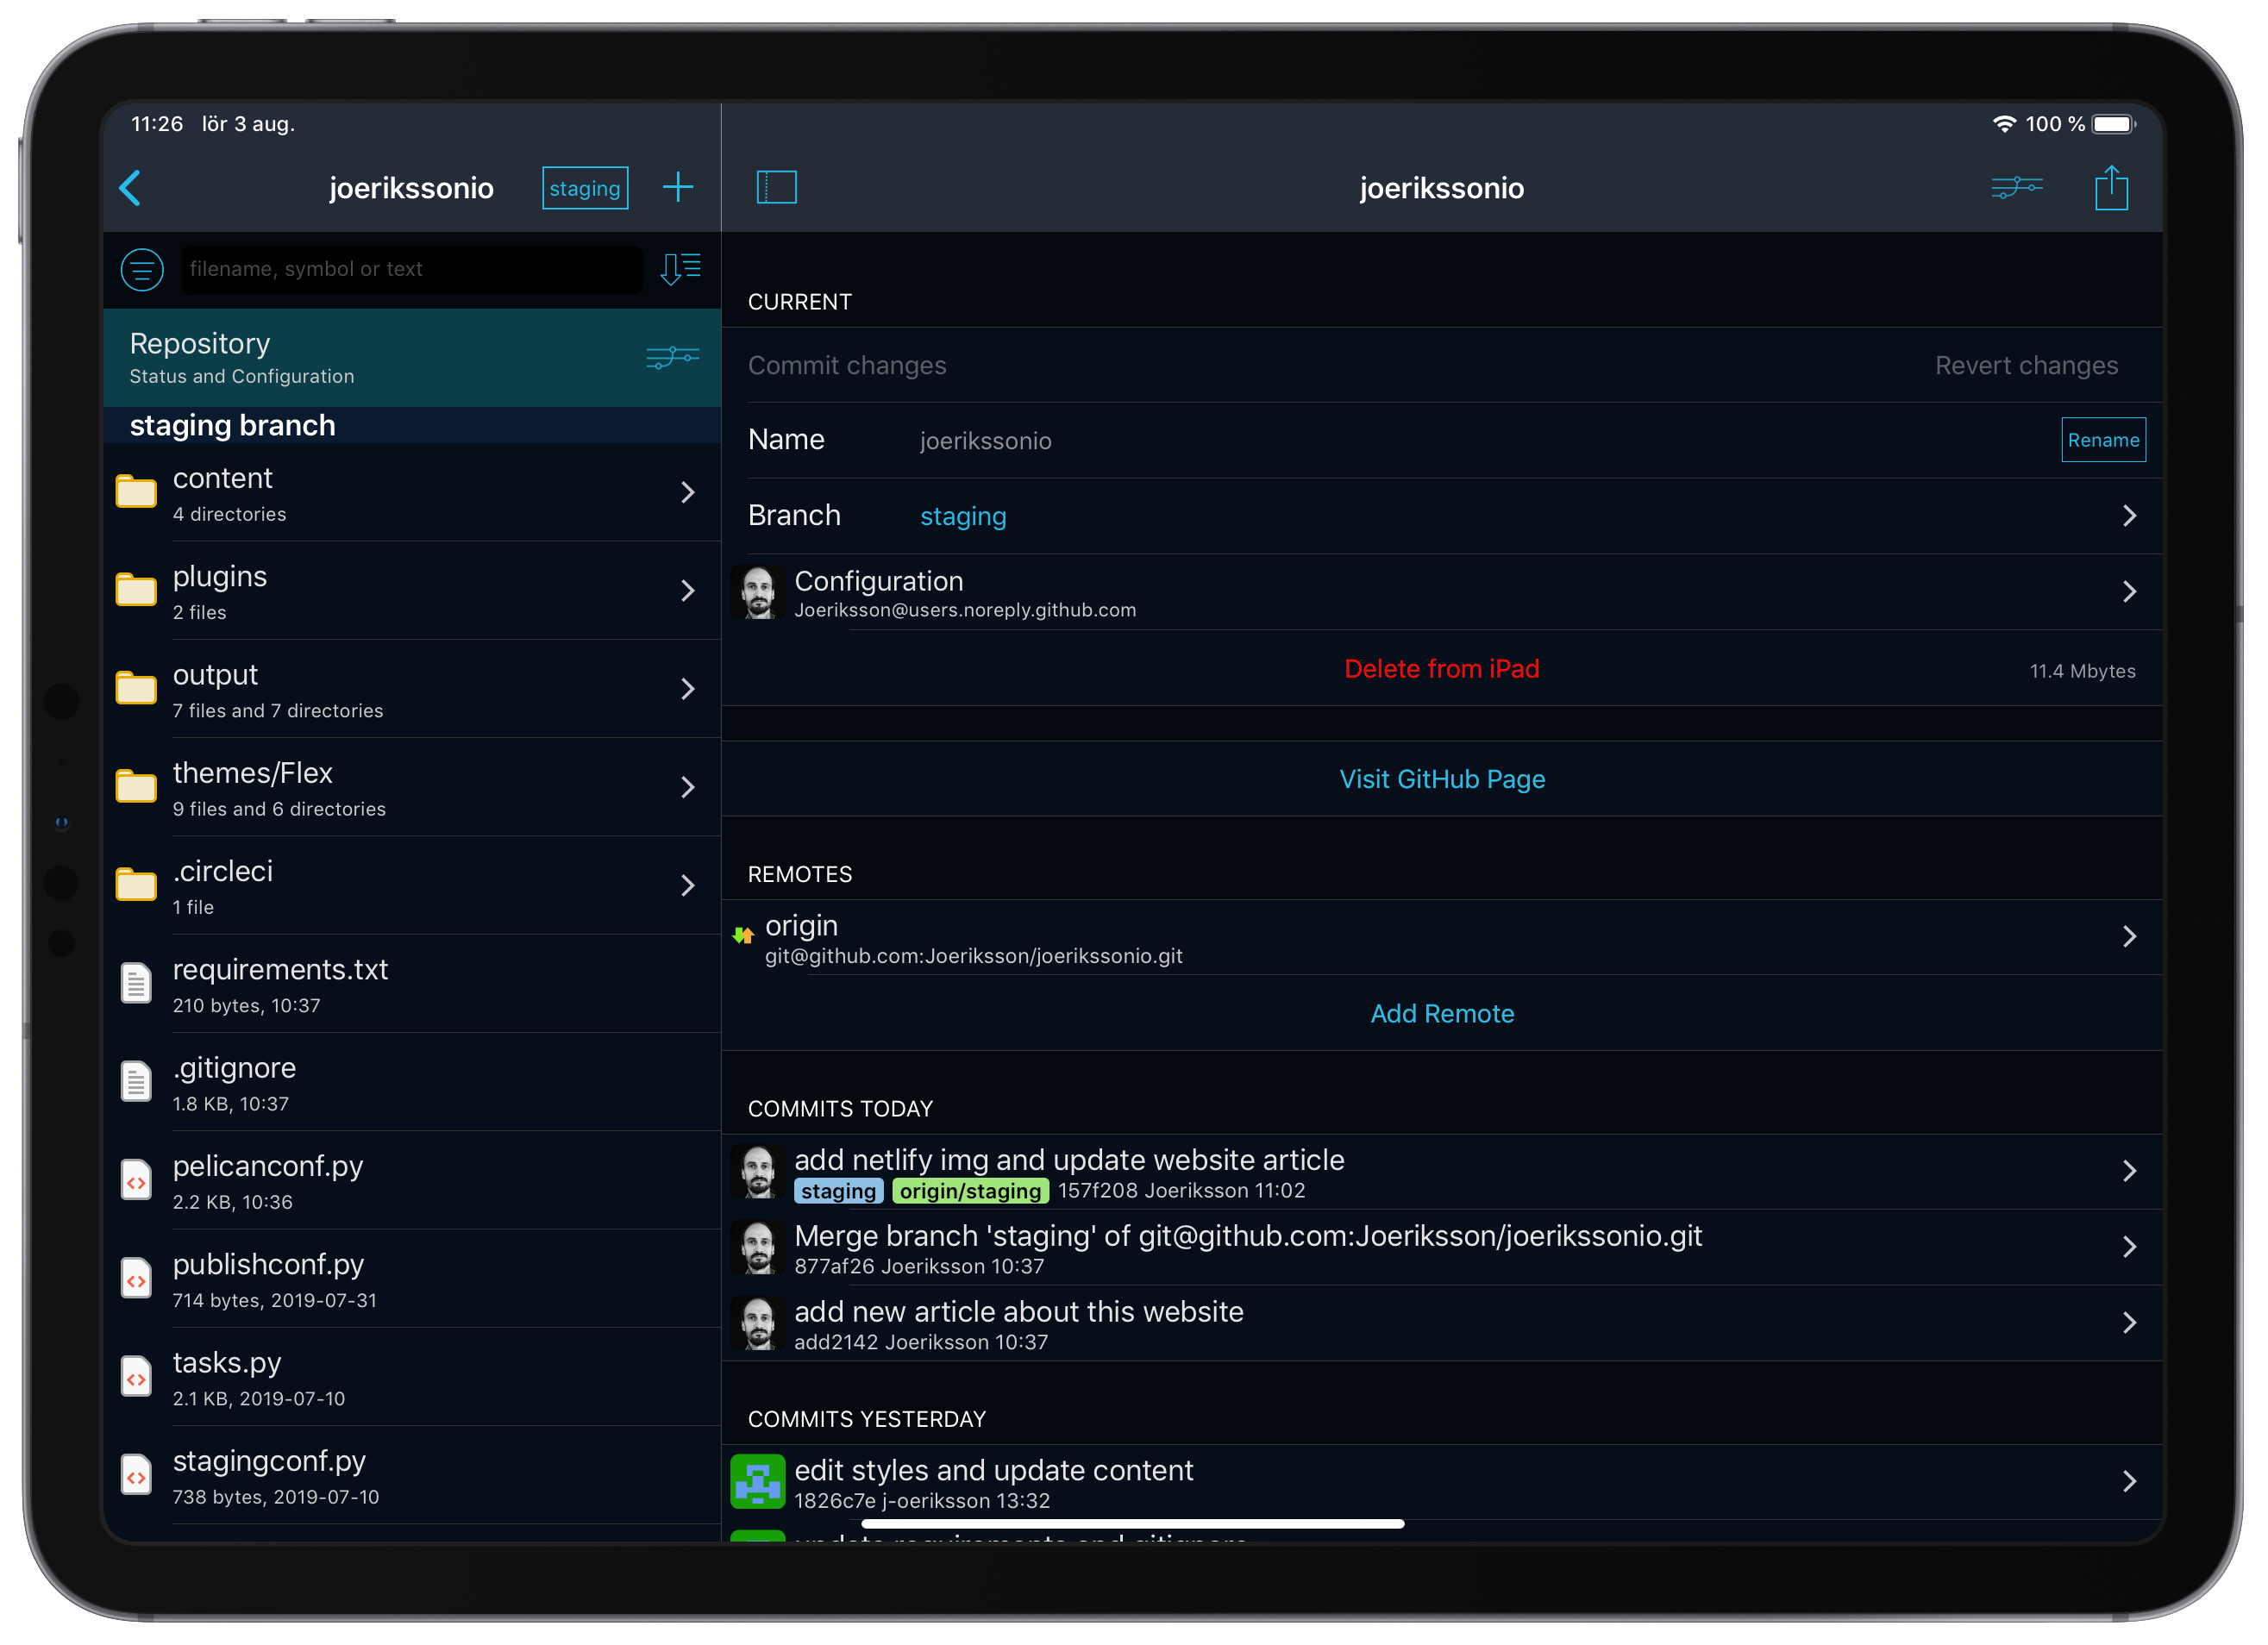 11:26 lör 3 aug.
100 %
joerikssonio
staging
filename, symbol or text
Repository
Status and Configuration
staging branch
content
4 directories
plugins
2 files
output
7 files and 7 directories
themes/Flex
9 files and 6 directories
.circleci
1 file
requirements.txt
210 bytes, 10:37
.gitignore
1.8 KB, 10:37
pelicanconf.py
2.2 KB, 10:36
publishconf.py
714 bytes, 2019-07-31
tasks.py
2.1 KB, 2019-07-10
stagingconf.py
738 bytes, 2019-07-10
joerikssonio
CURRENT
Commit changes Revert changes
Name joerikssonio Rename
Branch staging
Configuration
Joeriksson@users.noreply.github.com
Delete from iPad 11.4 Mbytes
Visit GitHub Page
REMOTES
origin
git@github.com:Joeriksson/joerikssonio.git
Add Remote
COMMITS TODAY
add netlify img and update website article
staging origin/staging 157f208 Joeriksson 11:02
Merge branch 'staging' of git@github.com:Joeriksson/joerikssonio.git
877af26 Joeriksson 10:37
add new article about this website
add2142 Joeriksson 10:37
COMMITS YESTERDAY
edit styles and update content
1826c7e j-oeriksson 13:32
update requirements and gitignore